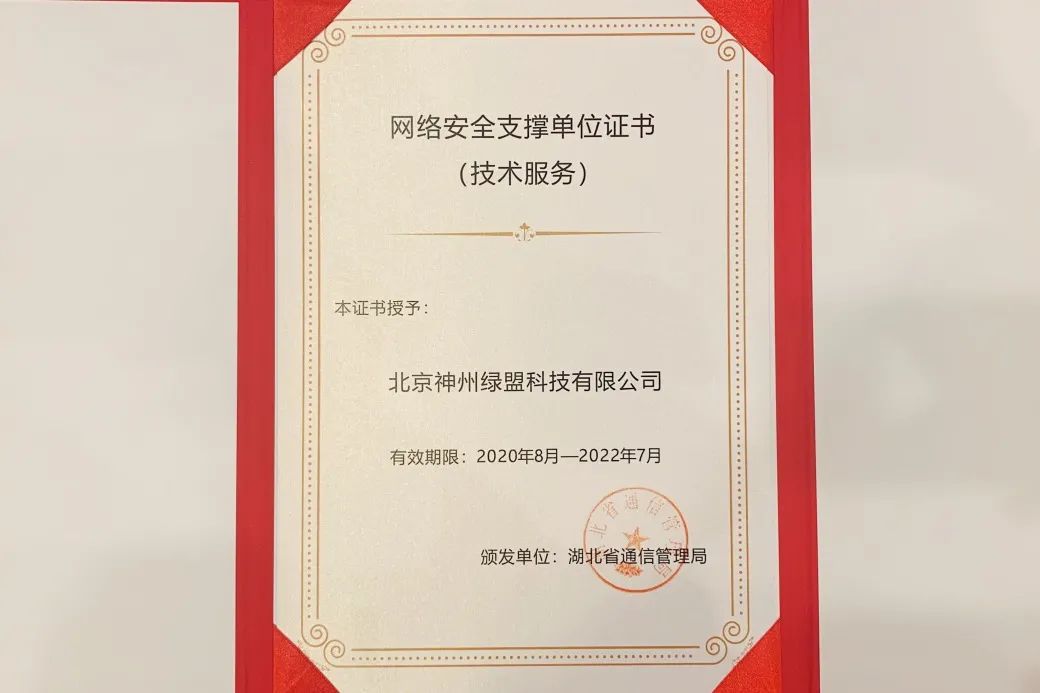 网络安全支撑单位证书
（技术服务）
本证书授予：
北京神州绿盟科技有限公司
有效期限：2020年8月—2022年7月
颁发单位：湖北省通信管理局
北省通信管
局